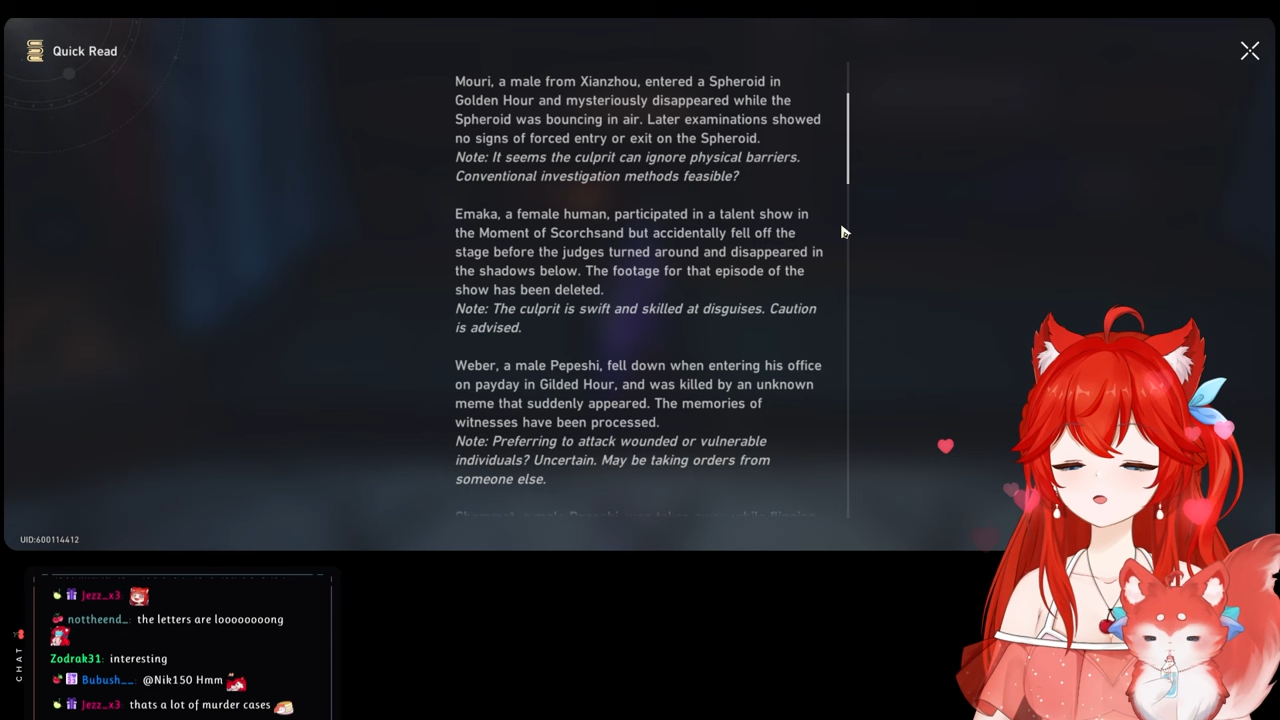 Quick Read
Mouri, a male from Xianzhou, entered a Spheroid in
Golden Hour and mysteriously disappeared while the
Spheroid was bouncing in air. Later examinations showed
no signs of forced entry or exit on the Spheroid.
Note: It seems the culprit can ignore physical barriers.
Conventional investigation methods feasible?
Emaka, a female human, participated in a talent show in
the Moment of Scorchsand but accidentally fell off the
stage before the judges turned around and disappeared in
the shadows below. The footage for that episode of the
show has been deleted.
Note: The culprit is swift and skilled at disguises. Caution
is advised.
Weber, a male Pepeshi, fell down when entering his office
on payday in Gilded Hour, and was killed by an unknown
meme that suddenly appeared. The memories of
witnesses have been processed.
Note: Preferring to attack wounded or vulnerable
individuals? Uncertain. May be taking orders from
someone else.
UID:600114412
CHAT
Jezz_x3
nottheend_: the letters are looooooong
Zodrak31: interesting
Bubush__: @Nik150 Hmm
Jezz_x3: thats a lot of murder cases